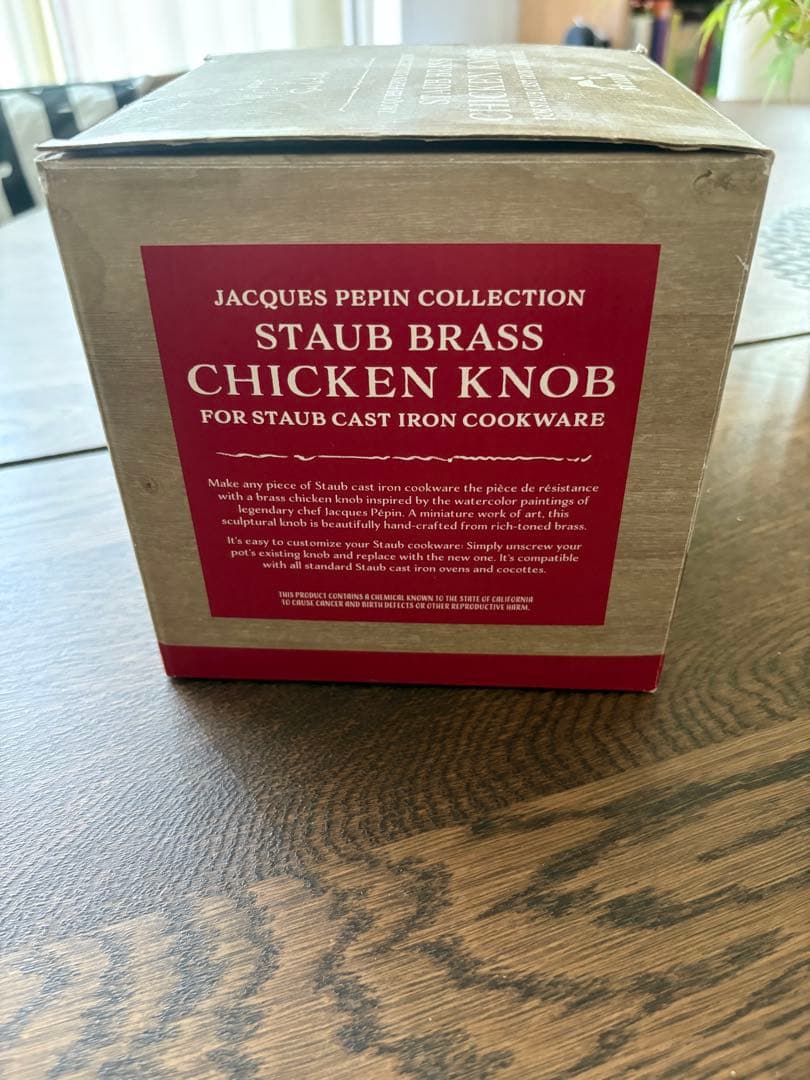 STAUB BRASS
CHICKEN KNOB
JACQUES PEPIN COLLECTION
STAUB BRASS
CHICKEN KNOB
FOR STAUB CAST IRON COOKWARE
Make any piece of Staub cast iron cookware the pièce de résistance
with a brass chicken knob inspired by the watercolor paintings of
legendary chef Jacques Pépin. A miniature work of art, this
sculptural knob is beautifully hand-crafted from rich-toned brass.
It's easy to customize your Staub cookware: Simply unscrew your
pot's existing knob and replace with the new one. It's compatible
with all standard Staub cast iron ovens and cocottes.
THIS PRODUCT CONTAINS A CHEMICAL KNOWN TO THE STATE OF CALIFORNIA
TO CAUSE CANCER AND BIRTH DEFECTS OR OTHER REPRODUCTIVE HARM.